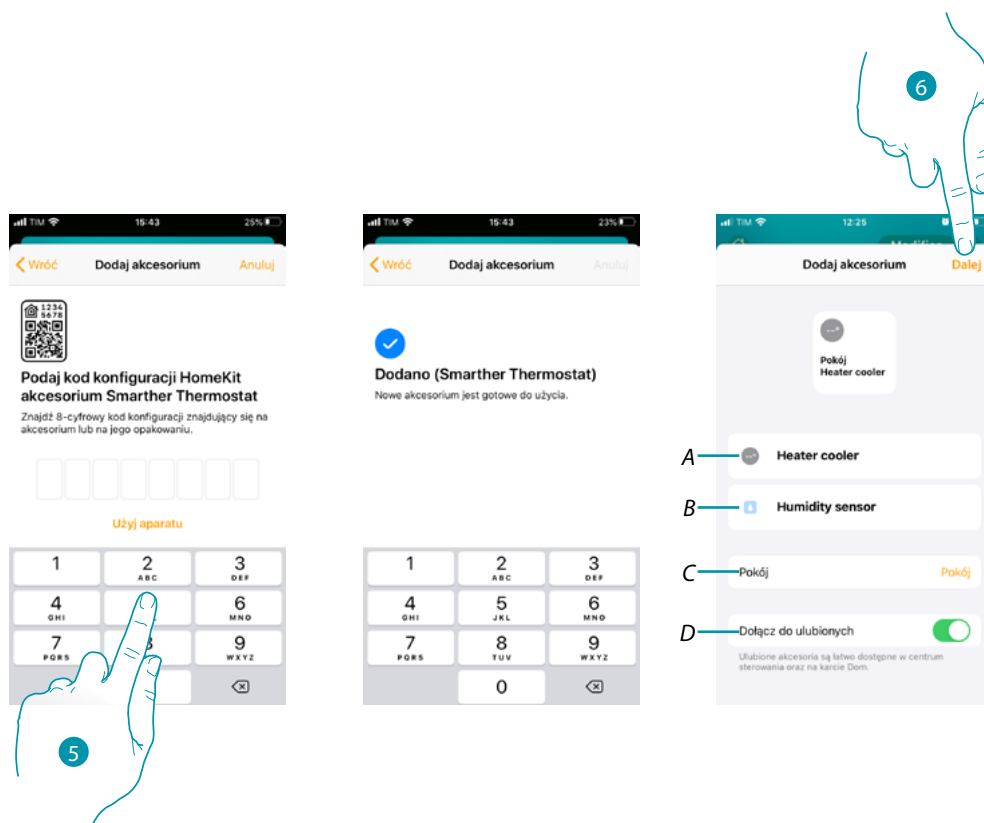 6
TIM
15:43
25%
Wróć
Dodaj akcesorium
Anuluj
1234
5678
Podaj kod konfiguracji HomeKit
akcesorium Smarther Thermostat
Znajdź 8-cyfrowy kod konfiguracji znajdujący się na
akcesorium lub na jego opakowaniu.
Użyj aparatu
1
2
ABC
3
DEF
4
GHI
6
MNO
7
PQRS
9
WXYZ
5
TIM
15:43
23%
Wróć
Dodaj akcesorium
Anuluj
Dodano (Smarther Thermostat)
Nowe akcesorium jest gotowe do użycia.
1
2
ABC
3
DEF
4
GHI
5
JKL
6
MNO
7
PQRS
8
TUV
9
WXYZ
0
TIM
12:25
Dodaj akcesorium
Dalej
--°
Pokój
Heater cooler
A
--°
Heater cooler
B
Humidity sensor
C
Pokój
Pokój
D
Dołącz do ulubionych
Ulubione akcesoria są łatwo dostępne w centrum
sterowania oraz na karcie Dom.